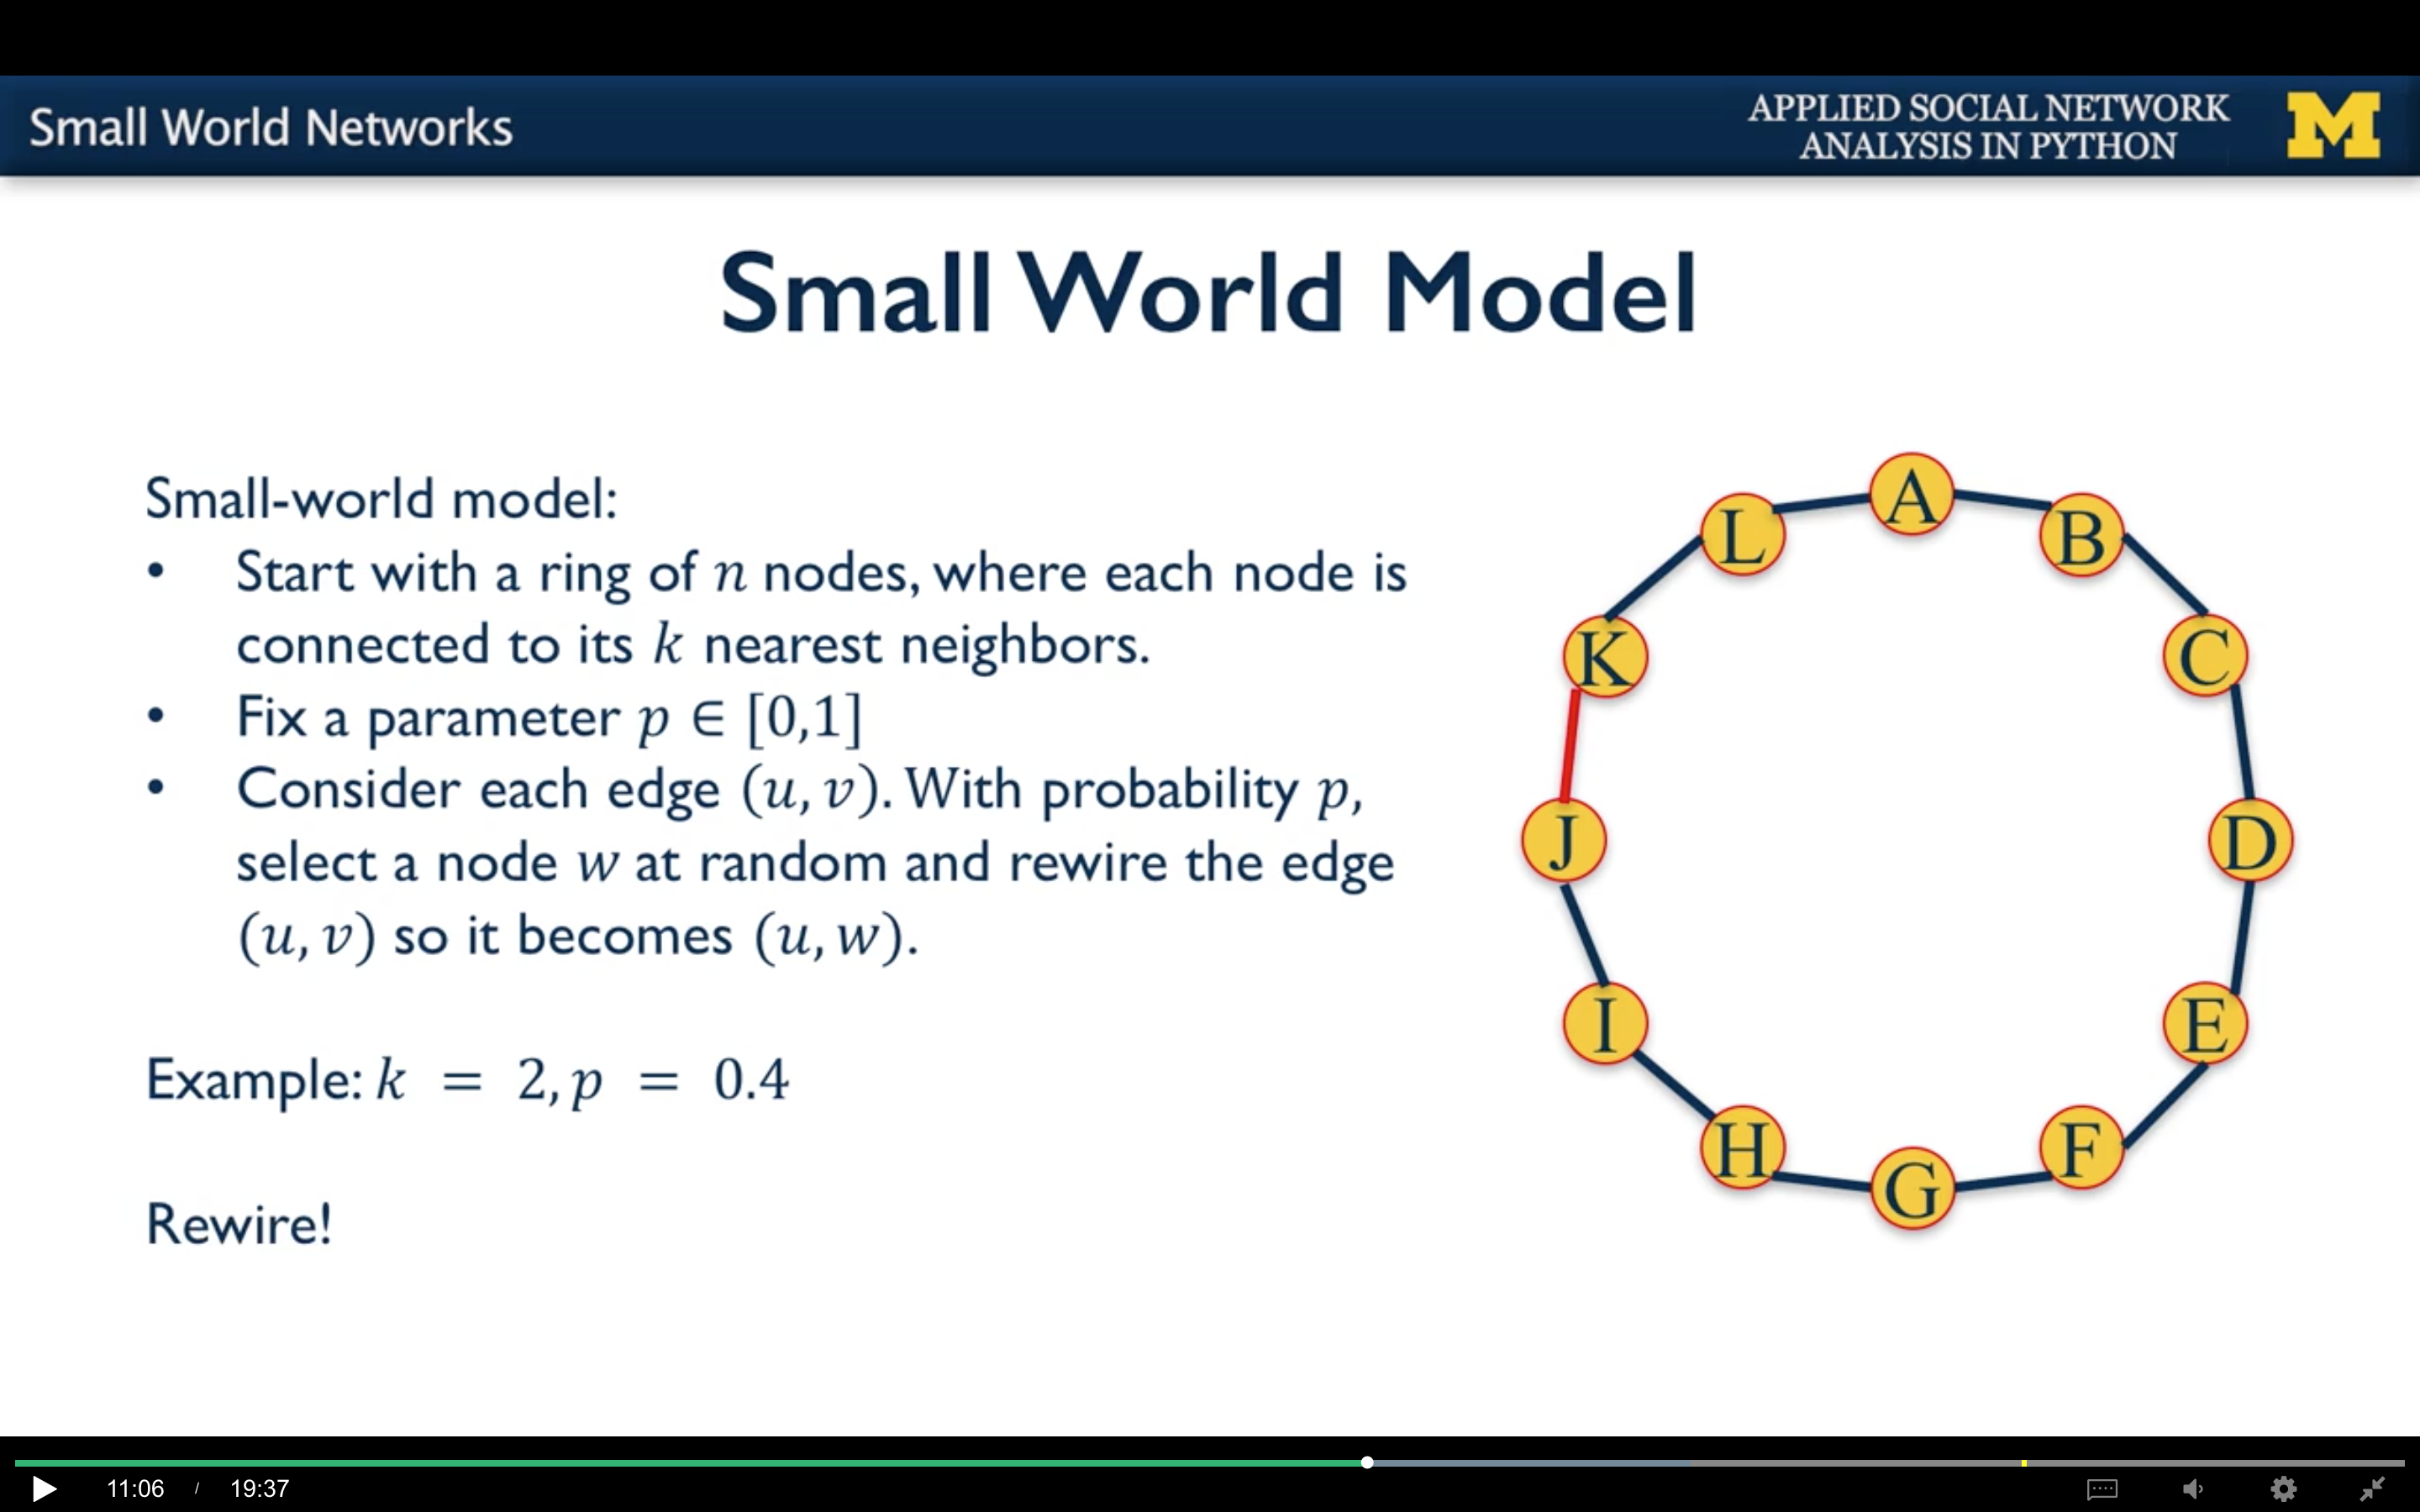 Small World Networks
APPLIED SOCIAL NETWORK
ANALYSIS IN PYTHON
M
Small World Model
Small-world model:
• Start with a ring of n nodes, where each node is
connected to its k nearest neighbors.
• Fix a parameter p ∈ [0,1]
• Consider each edge (u, v). With probability p,
select a node w at random and rewire the edge
(u, v) so it becomes (u, w).
Example: k = 2, p = 0.4
Rewire!
A
B
C
D
E
F
G
H
I
J
K
L
11:06 / 19:37